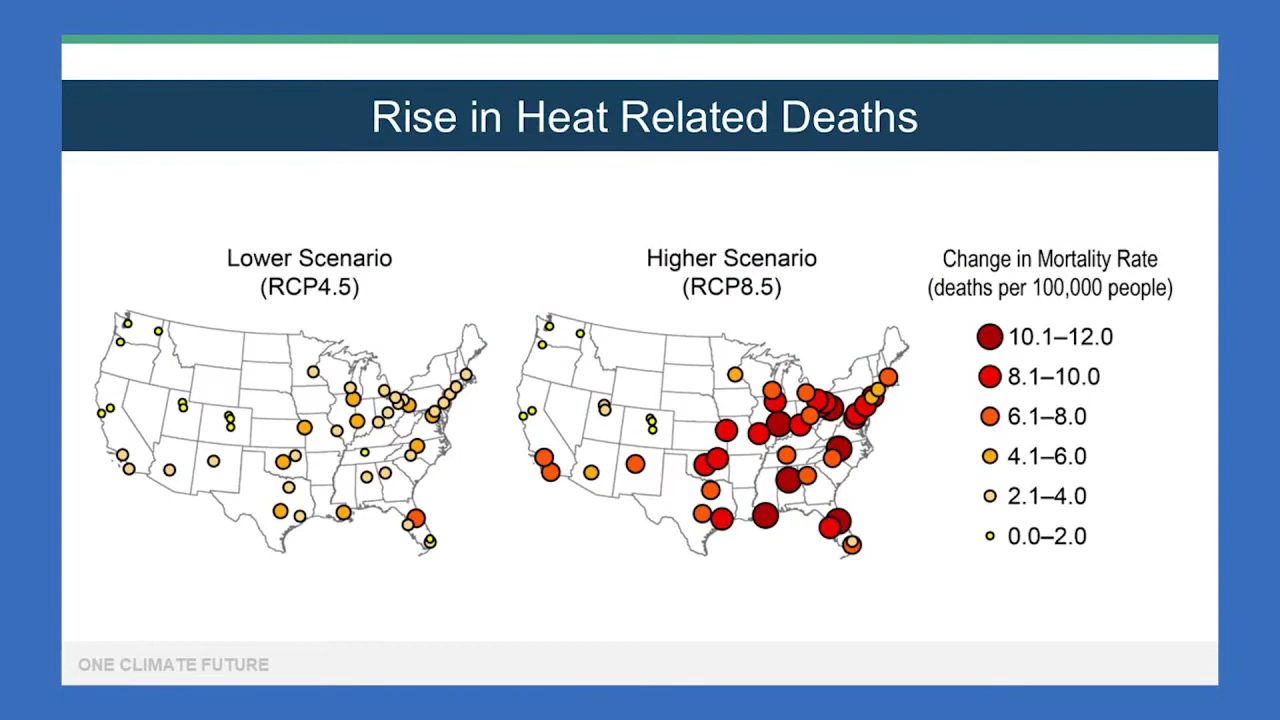 Rise in Heat Related Deaths
Lower Scenario
(RCP4.5)
Higher Scenario
(RCP8.5)
Change in Mortality Rate
(deaths per 100,000 people)
10.1–12.0
8.1–10.0
6.1–8.0
4.1–6.0
2.1–4.0
0.0–2.0
ONE CLIMATE FUTURE